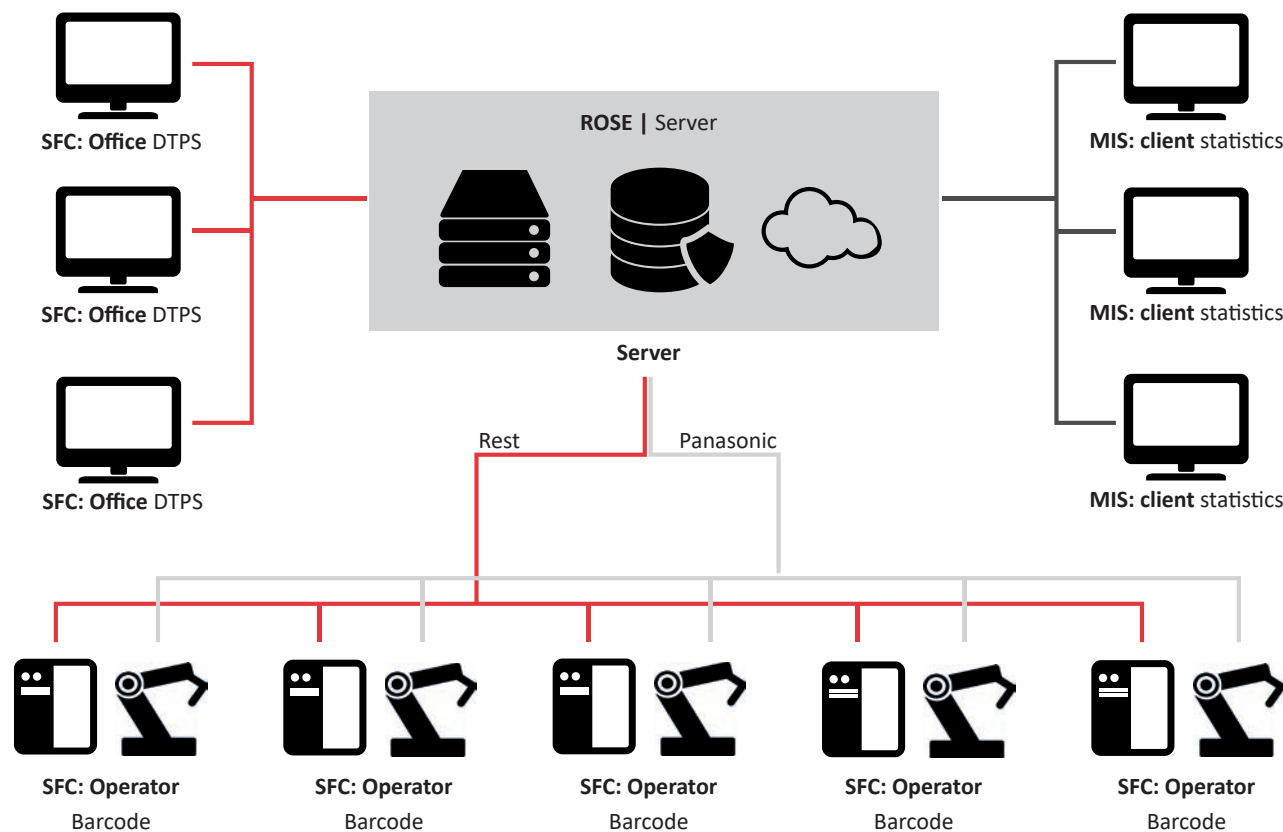 ROSE | Server
SFC: Office DTPS
MIS: client statistics
SFC: Office DTPS
MIS: client statistics
Server
Rest
Panasonic
SFC: Office DTPS
MIS: client statistics
SFC: Operator
Barcode
SFC: Operator
Barcode
SFC: Operator
Barcode
SFC: Operator
Barcode
SFC: Operator
Barcode